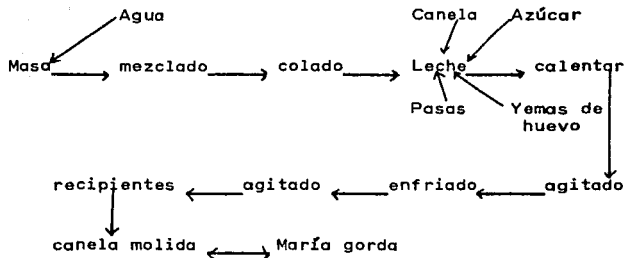 Agua Canela Azúcar
Masa mezclado colado Leche calentar
Pasas Yemas de
huevo
recipientes agitado enfriado agitado
canela molida María gorda